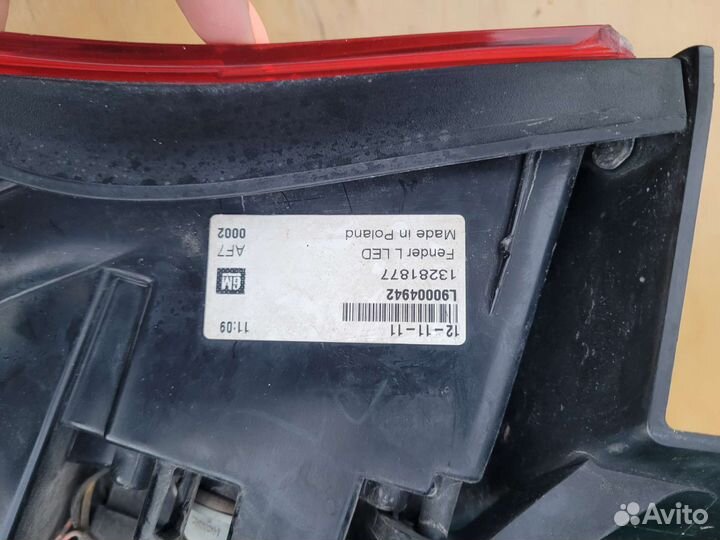 12-11-11 11:09
L90004942
13281877 GM
Fender L LED AF7
Made in Poland 0002
Avito